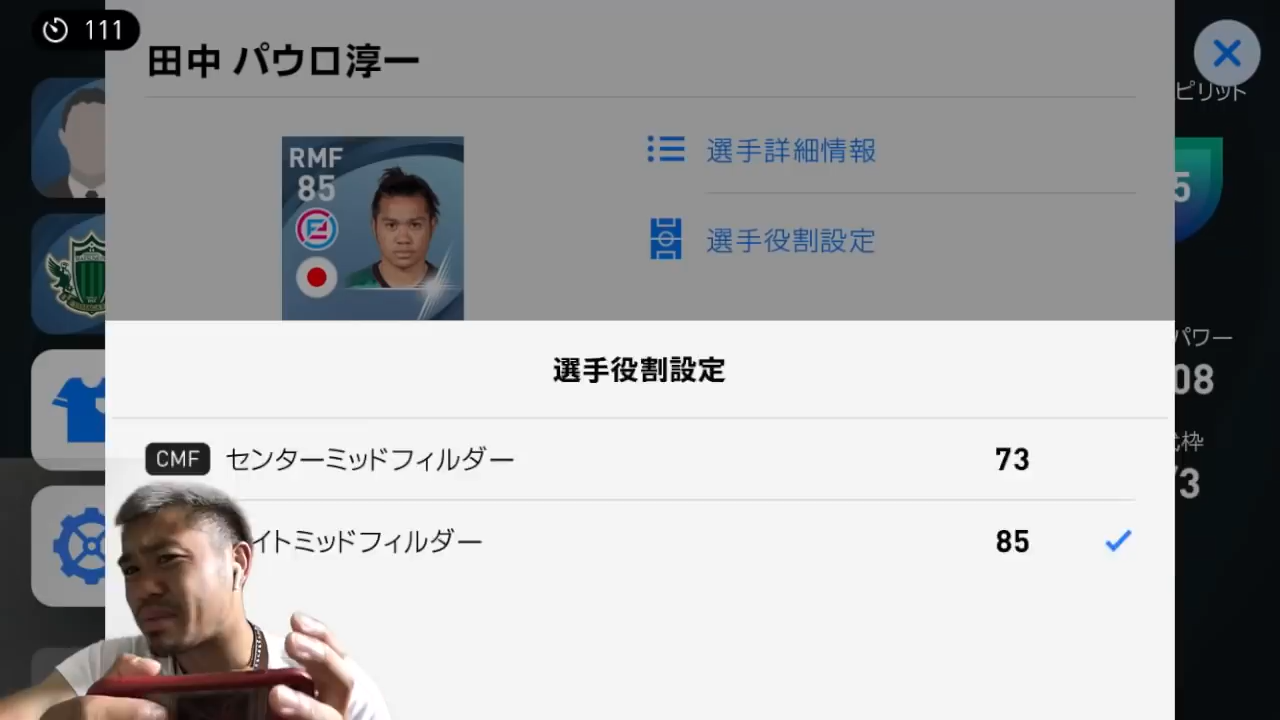 111
田中 パウロ淳一
ピリット
RMF
85
選手詳細情報
5
選手役割設定
パワー
08
選手役割設定
枠
/3
CMF センターミッドフィルダー 73
イトミッドフィルダー 85